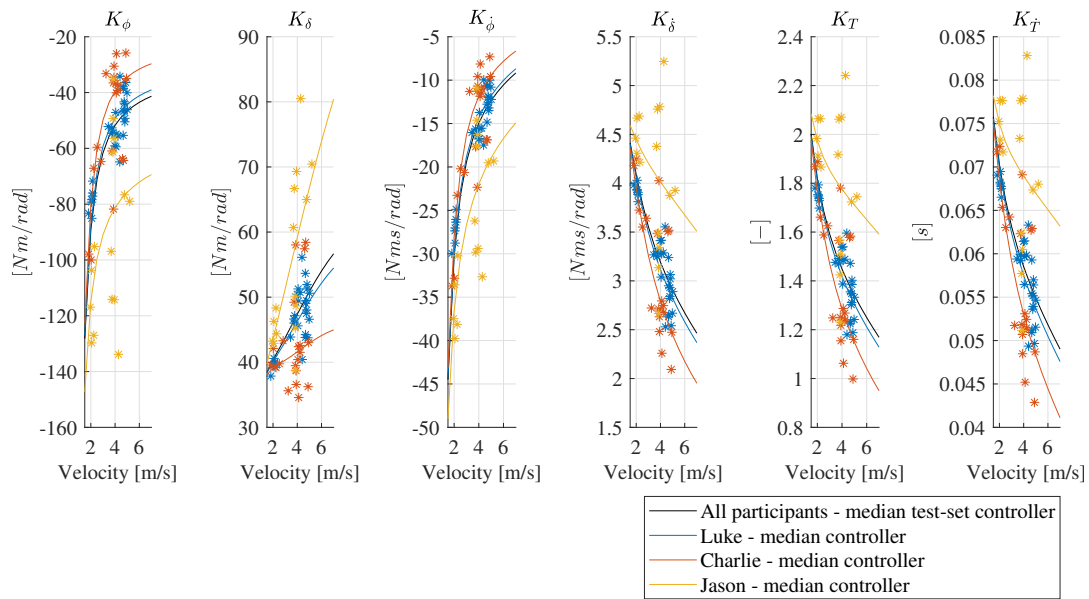 K_ϕ K_δ K_ϕ̇ K_δ̇ K_T K_Ṫ
[Nm/rad]
-20
-40
-60
-80
-100
-120
-140
-160
2 4 6
Velocity [m/s]
[Nm/rad]
90
80
70
60
50
40
30
2 4 6
Velocity [m/s]
[Nms/rad]
-5
-10
-15
-20
-25
-30
-35
-40
-45
-50
2 4 6
Velocity [m/s]
[Nms/rad]
5.5
5
4.5
4
3.5
3
2.5
2
1.5
2 4 6
Velocity [m/s]
[−]
2.4
2.2
2
1.8
1.6
1.4
1.2
1
0.8
2 4 6
Velocity [m/s]
[s]
0.085
0.08
0.075
0.07
0.065
0.06
0.055
0.05
0.045
0.04
2 4 6
Velocity [m/s]
All participants - median test-set controller
Luke - median controller
Charlie - median controller
Jason - median controller